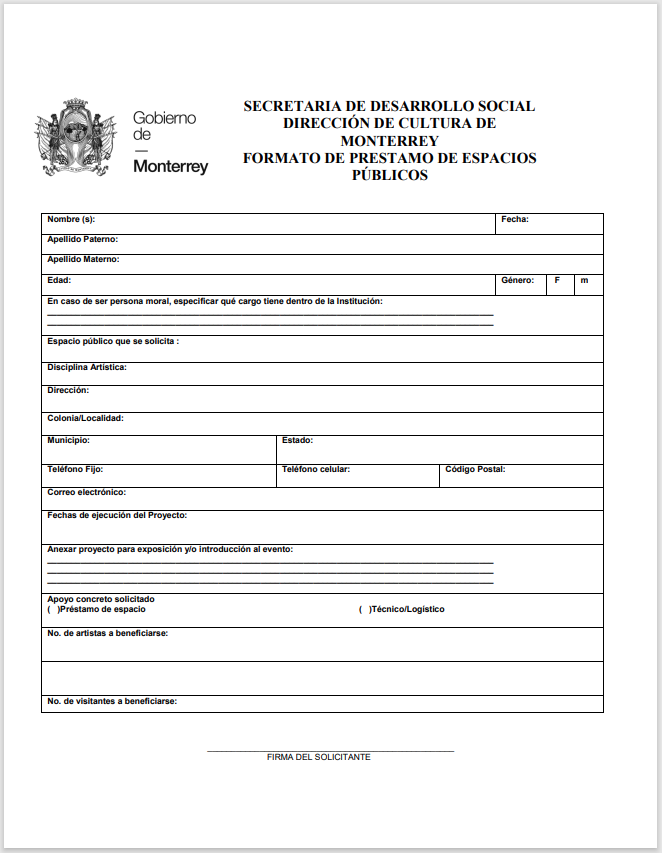 Gobierno
de
—
Monterrey
SECRETARIA DE DESARROLLO SOCIAL
DIRECCIÓN DE CULTURA DE
MONTERREY
FORMATO DE PRESTAMO DE ESPACIOS
PÚBLICOS
Nombre (s): Fecha:
Apellido Paterno:
Apellido Materno:
Edad: Género: F m
En caso de ser persona moral, especificar qué cargo tiene dentro de la Institución:
Espacio público que se solicita :
Disciplina Artística:
Dirección:
Colonia/Localidad:
Municipio: Estado:
Teléfono Fijo: Teléfono celular: Código Postal:
Correo electrónico:
Fechas de ejecución del Proyecto:
Anexar proyecto para exposición y/o introducción al evento:
Apoyo concreto solicitado
( )Préstamo de espacio ( )Técnico/Logístico
No. de artistas a beneficiarse:
No. de visitantes a beneficiarse:
FIRMA DEL SOLICITANTE